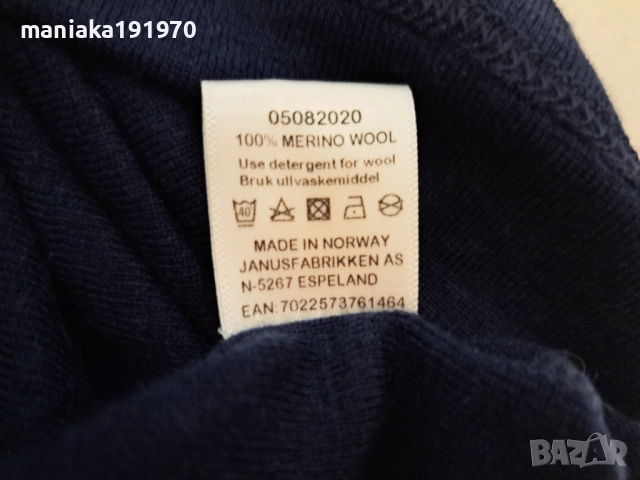 maniaka191970
05082020
100% MERINO WOOL
Use detergent for wool
Bruk ullvaskemiddel
40
MADE IN NORWAY
JANUSFABRIKKEN AS
N-5267 ESPELAND
EAN:7022573761464
BAZAR